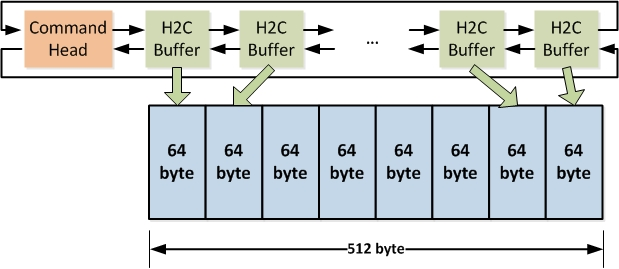 Command
Head
H2C
Buffer
H2C
Buffer
...
H2C
Buffer
H2C
Buffer
64
byte
64
byte
64
byte
64
byte
64
byte
64
byte
64
byte
64
byte
512 byte